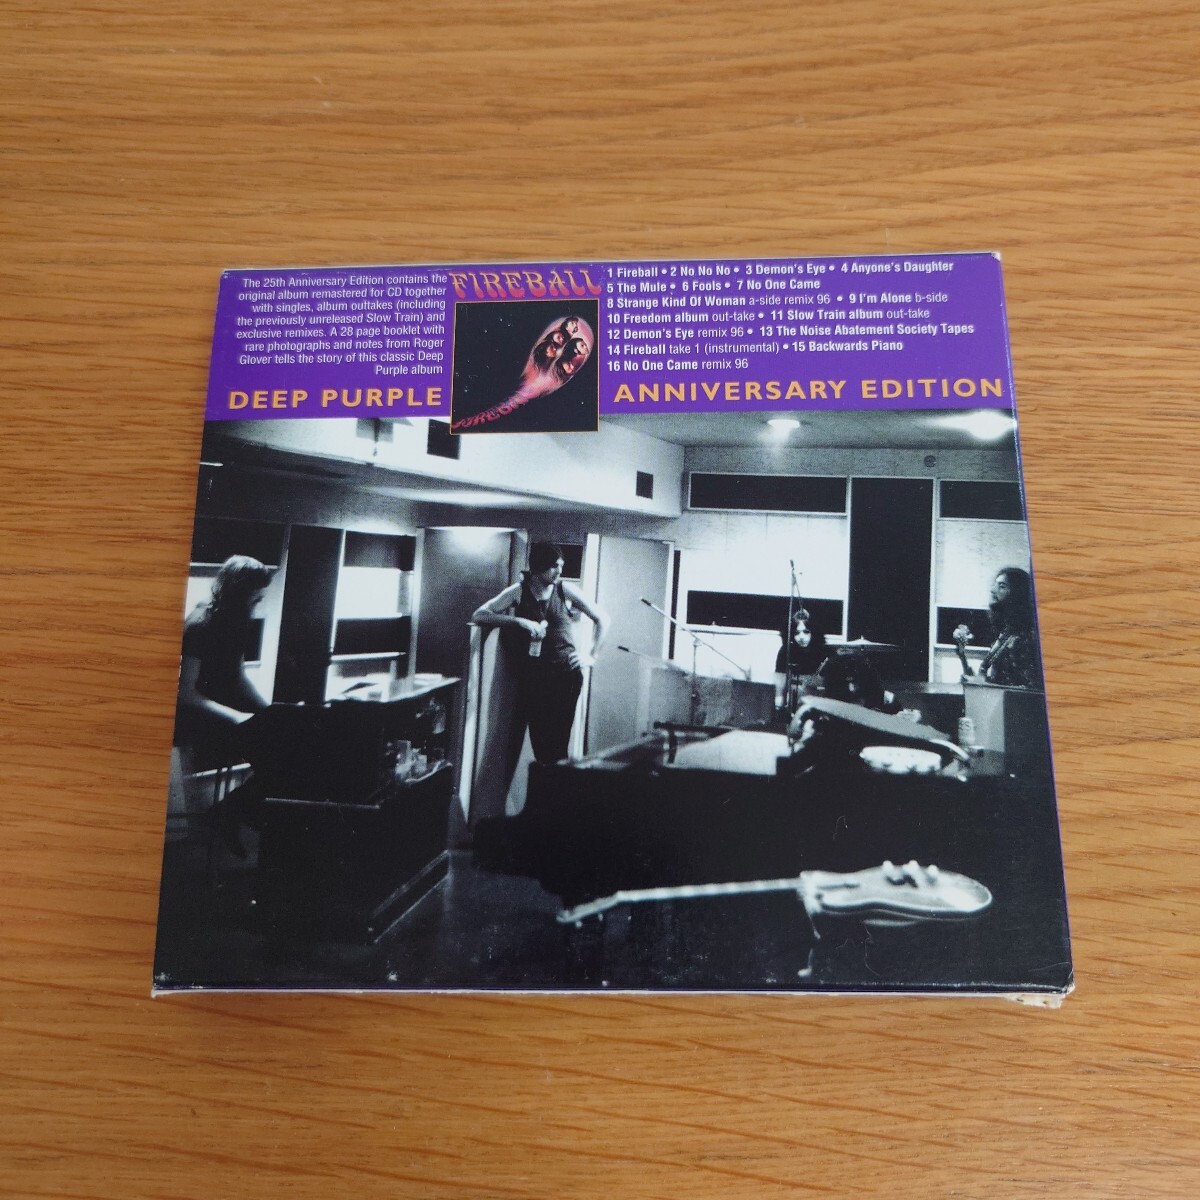 The 25th Anniversary Edition contains the
original album remastered for CD together
with singles, album outtakes (including
the previously unreleased Slow Train) and
exclusive remixes. A 28 page booklet with
rare photographs and notes from Roger
Glover tells the story of this classic Deep
Purple album
DEEP PURPLE
FIREBALL
FIREBALL
1 Fireball • 2 No No No • 3 Demon's Eye • 4 Anyone's Daughter
5 The Mule • 6 Fools • 7 No One Came
8 Strange Kind Of Woman a-side remix 96 • 9 I'm Alone b-side
10 Freedom album out-take • 11 Slow Train album out-take
12 Demon's Eye remix 96 • 13 The Noise Abatement Society Tapes
14 Fireball take 1 (instrumental) • 15 Backwards Piano
16 No One Came remix 96
ANNIVERSARY EDITION